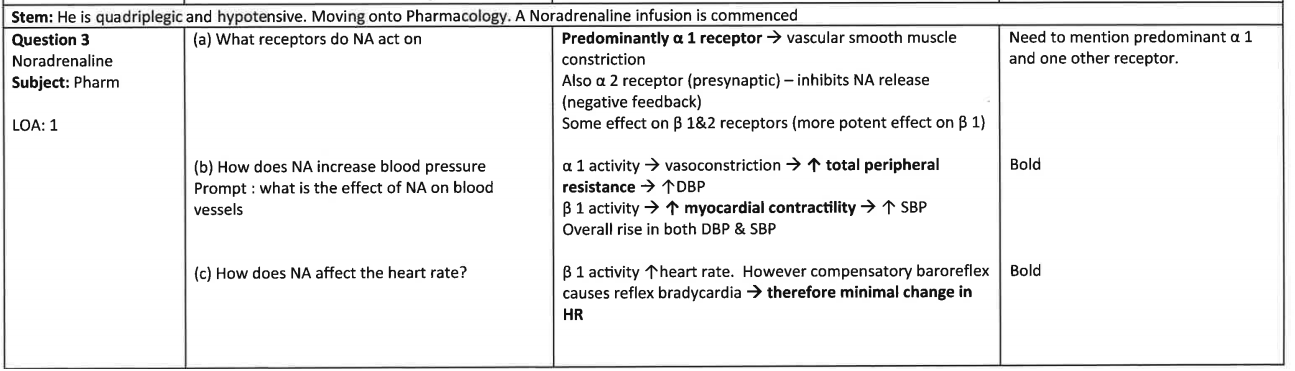 Stem: He is quadriplegic and hypotensive. Moving onto Pharmacology. A Noradrenaline infusion is commenced
Question 3
Noradrenaline
Subject: Pharm
LOA: 1
(a) What receptors do NA act on
Predominantly α 1 receptor → vascular smooth muscle
constriction
Also α 2 receptor (presynaptic) – inhibits NA release
(negative feedback)
Some effect on β 1&2 receptors (more potent effect on β 1)
Need to mention predominant α 1
and one other receptor.
(b) How does NA increase blood pressure
Prompt : what is the effect of NA on blood
vessels
α 1 activity → vasoconstriction → ↑ total peripheral
resistance → ↑DBP
β 1 activity → ↑ myocardial contractility → ↑ SBP
Overall rise in both DBP & SBP
Bold
(c) How does NA affect the heart rate?
β 1 activity ↑heart rate. However compensatory baroreflex
causes reflex bradycardia → therefore minimal change in
HR
Bold